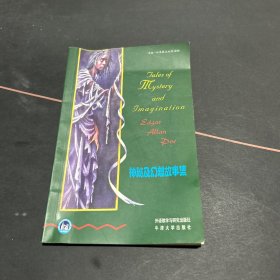 Tales of
Mystery
and
Imagination
Edgar
Allan
Poe
神秘及幻想故事集
外语教学与研究出版社
牛津大学出版社